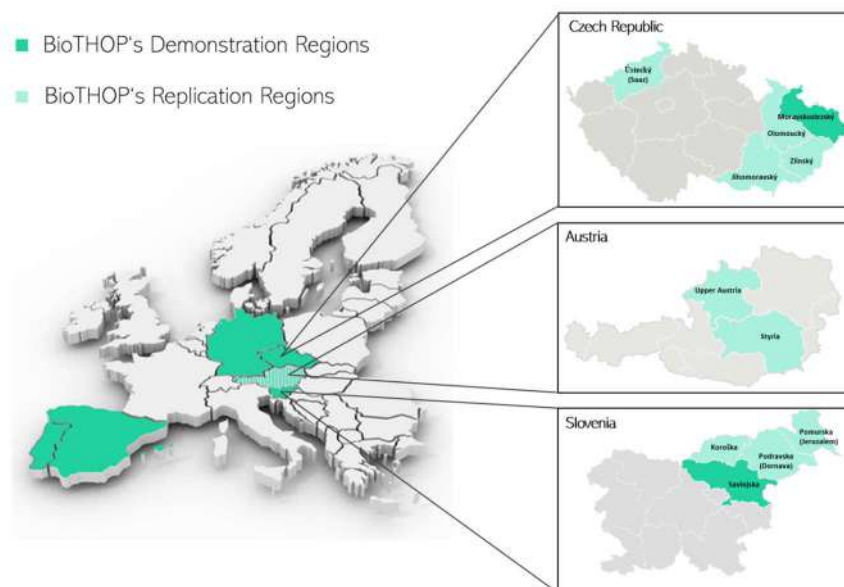 BioTHOP's Demonstration Regions
BioTHOP's Replication Regions
Czech Republic
Ústecký
(Saaz)
Moravskoslezský
Olomoucký
Zlínský
Jihomoravský
Austria
Upper Austria
Styria
Slovenia
Pomurska
(Jerusalem)
Koroška
Podravska
(Dornava)
Savinjska